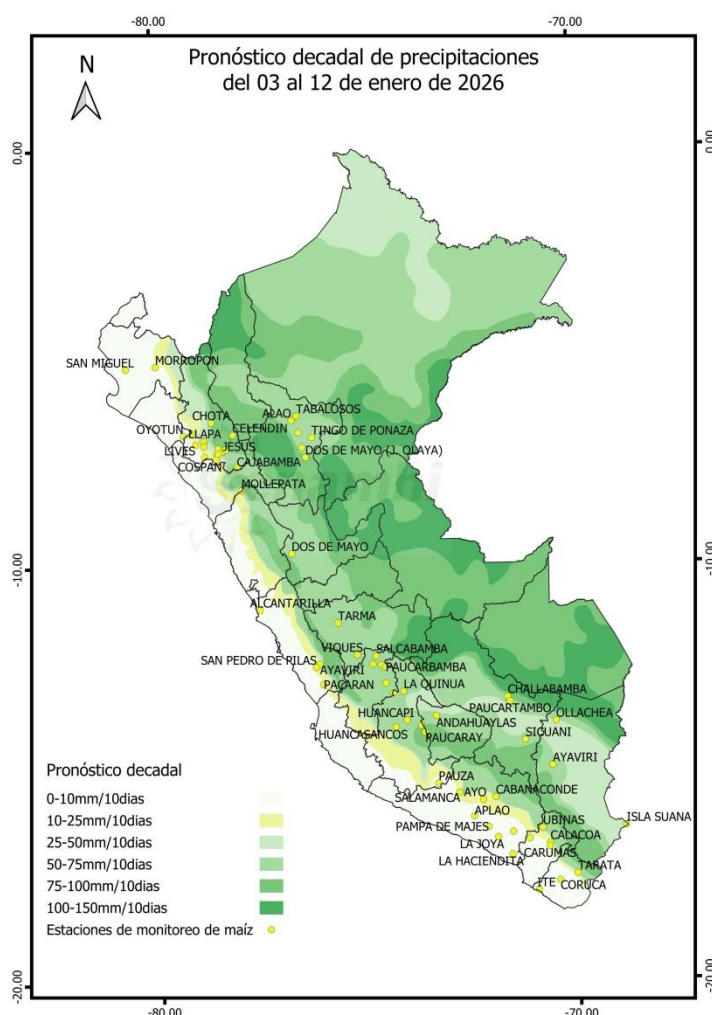 -80.00
-70.00
Pronóstico decadal de precipitaciones
del 03 al 12 de enero de 2026
N
0.00
0.00
SAN MIGUEL
MORROPON
CHOTA
ALAO
TABALOSOS
OYOTUN
LLAPA
CELENDIN
TINGO DE PONAZA
LIVES
JESUS
DOS DE MAYO (J. OLAYA)
COSPAN
CAJABAMBA
MOLLEPATA
-10.00
-10.00
DOS DE MAYO
ALCANTARILLA
TARMA
VIQUES
SALCABAMBA
SAN PEDRO DE PILAS
PAUCARBAMBA
AYAVIRI
PACARAN
LA QUINUA
CHALLABAMBA
PAUCARTAMBO
OLLACHEA
HUANCAPI
ANDAHUAYLAS
HUANCASANCOS
PAUCARAY
SIGUANI
AYAVIRI
PAUZA
SALAMANCA
AYO
CABANACONDE
APLAO
PAMPA DE MAJES
UBINAS
ISLA SUANA
LA JOYA
CALACOA
CARUMAS
LA HACIENDITA
TARATA
ITE
CORUCA
Pronóstico decadal
0-10mm/10dias
10-25mm/10dias
25-50mm/10dias
50-75mm/10dias
75-100mm/10dias
100-150mm/10dias
Estaciones de monitoreo de maíz
-20.00
-20.00
-80.00
-70.00